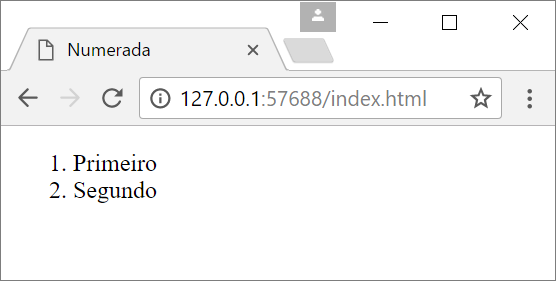 Numerada
127.0.0.1:57688/index.html
1. Primeiro
2. Segundo